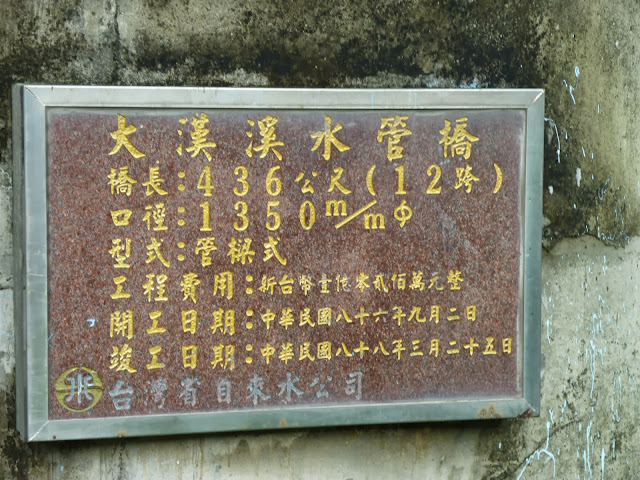 大漢溪水管橋
橋長：436公尺(12跨)
口徑：1350m/mφ
型式：管樑式
工程費用：新台幣壹億零貳佰萬元整
開工日期：中華民國八十六年九月二日
竣工日期：中華民國八十八年三月二十五日
台灣省自來水公司